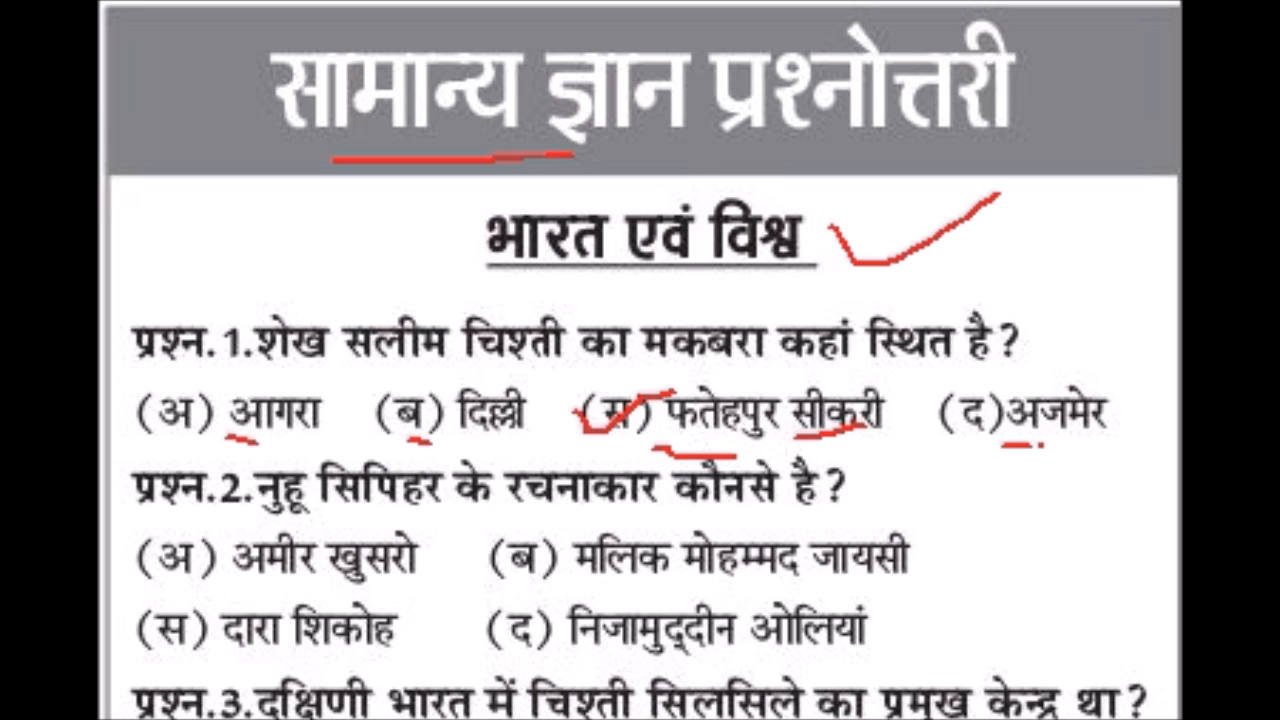 सामान्य ज्ञान प्रश्नोत्तरी
भारत एवं विश्व
प्रश्न.1.शेख सलीम चिश्ती का मकबरा कहां स्थित है?
(अ) आगरा (ब) दिल्ली (स) फतेहपुर सीकरी (द)अजमेर
प्रश्न.2.नुहू सिपिहर के रचनाकार कौनसे है?
(अ) अमीर खुसरो (ब) मलिक मोहम्मद जायसी
(स) दारा शिकोह (द) निजामुद्‌दीन ओलियां
प्रश्न.3.दक्षिणी भारत में चिश्ती सिलसिले का प्रमुख केन्द्र था?